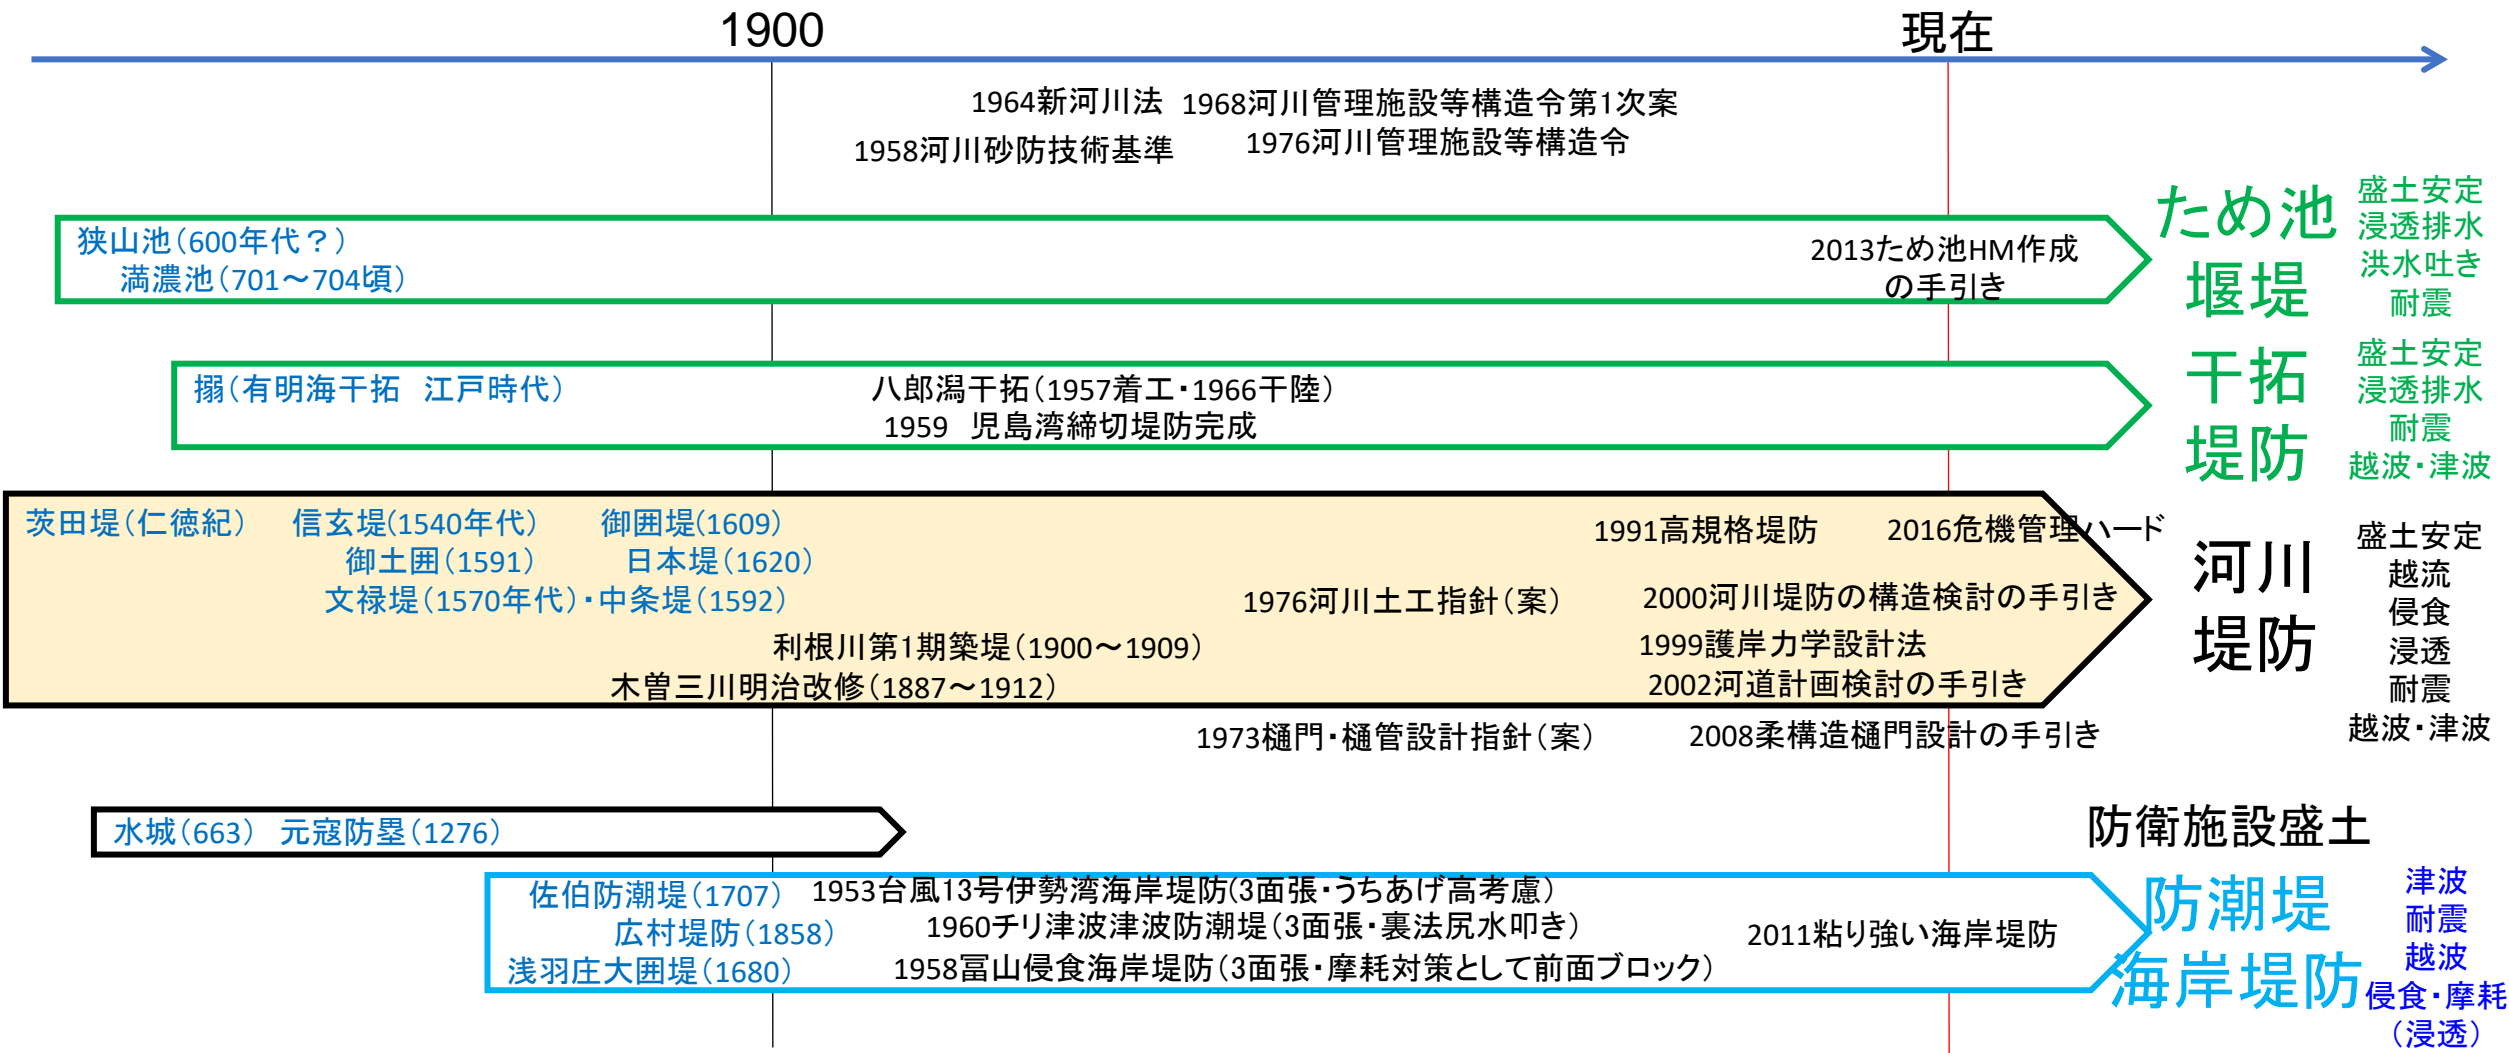 1900
現在
1964新河川法
1968河川管理施設等構造令第1次案
1958河川砂防技術基準
1976河川管理施設等構造令
狭山池（600年代？）
満濃池（701～704頃）
2013ため池HM作成
の手引き
ため池
堰堤
盛土安定
浸透排水
洪水吐き
耐震
搦（有明海干拓　江戸時代）
八郎潟干拓（1957着工・1966干陸）
1959　児島湾締切堤防完成
干拓
堤防
盛土安定
浸透排水
耐震
越波・津波
茨田堤（仁徳紀）
信玄堤(1540年代）
御囲堤(1609)
御土囲(1591）
日本堤（1620）
文禄堤（1570年代）・中条堤（1592）
1991高規格堤防
2016危機管理ハード
1976河川土工指針（案）
2000河川堤防の構造検討の手引き
利根川第1期築堤（1900～1909）
1999護岸力学設計法
木曽三川明治改修（1887～1912）
2002河道計画検討の手引き
河川
堤防
盛土安定
越流
侵食
浸透
耐震
越波・津波
1973樋門・樋管設計指針（案）
2008柔構造樋門設計の手引き
水城（663）
元寇防塁（1276）
防衛施設盛土
佐伯防潮堤（1707）
1953台風13号伊勢湾海岸堤防(3面張・うちあげ高考慮）
広村堤防（1858）
1960チリ津波津波防潮堤（3面張・裏法尻水叩き）
2011粘り強い海岸堤防
浅羽庄大囲堤（1680）
1958冨山侵食海岸堤防（3面張・摩耗対策として前面ブロック）
防潮堤
海岸堤防
津波
耐震
越波
侵食・摩耗
（浸透）